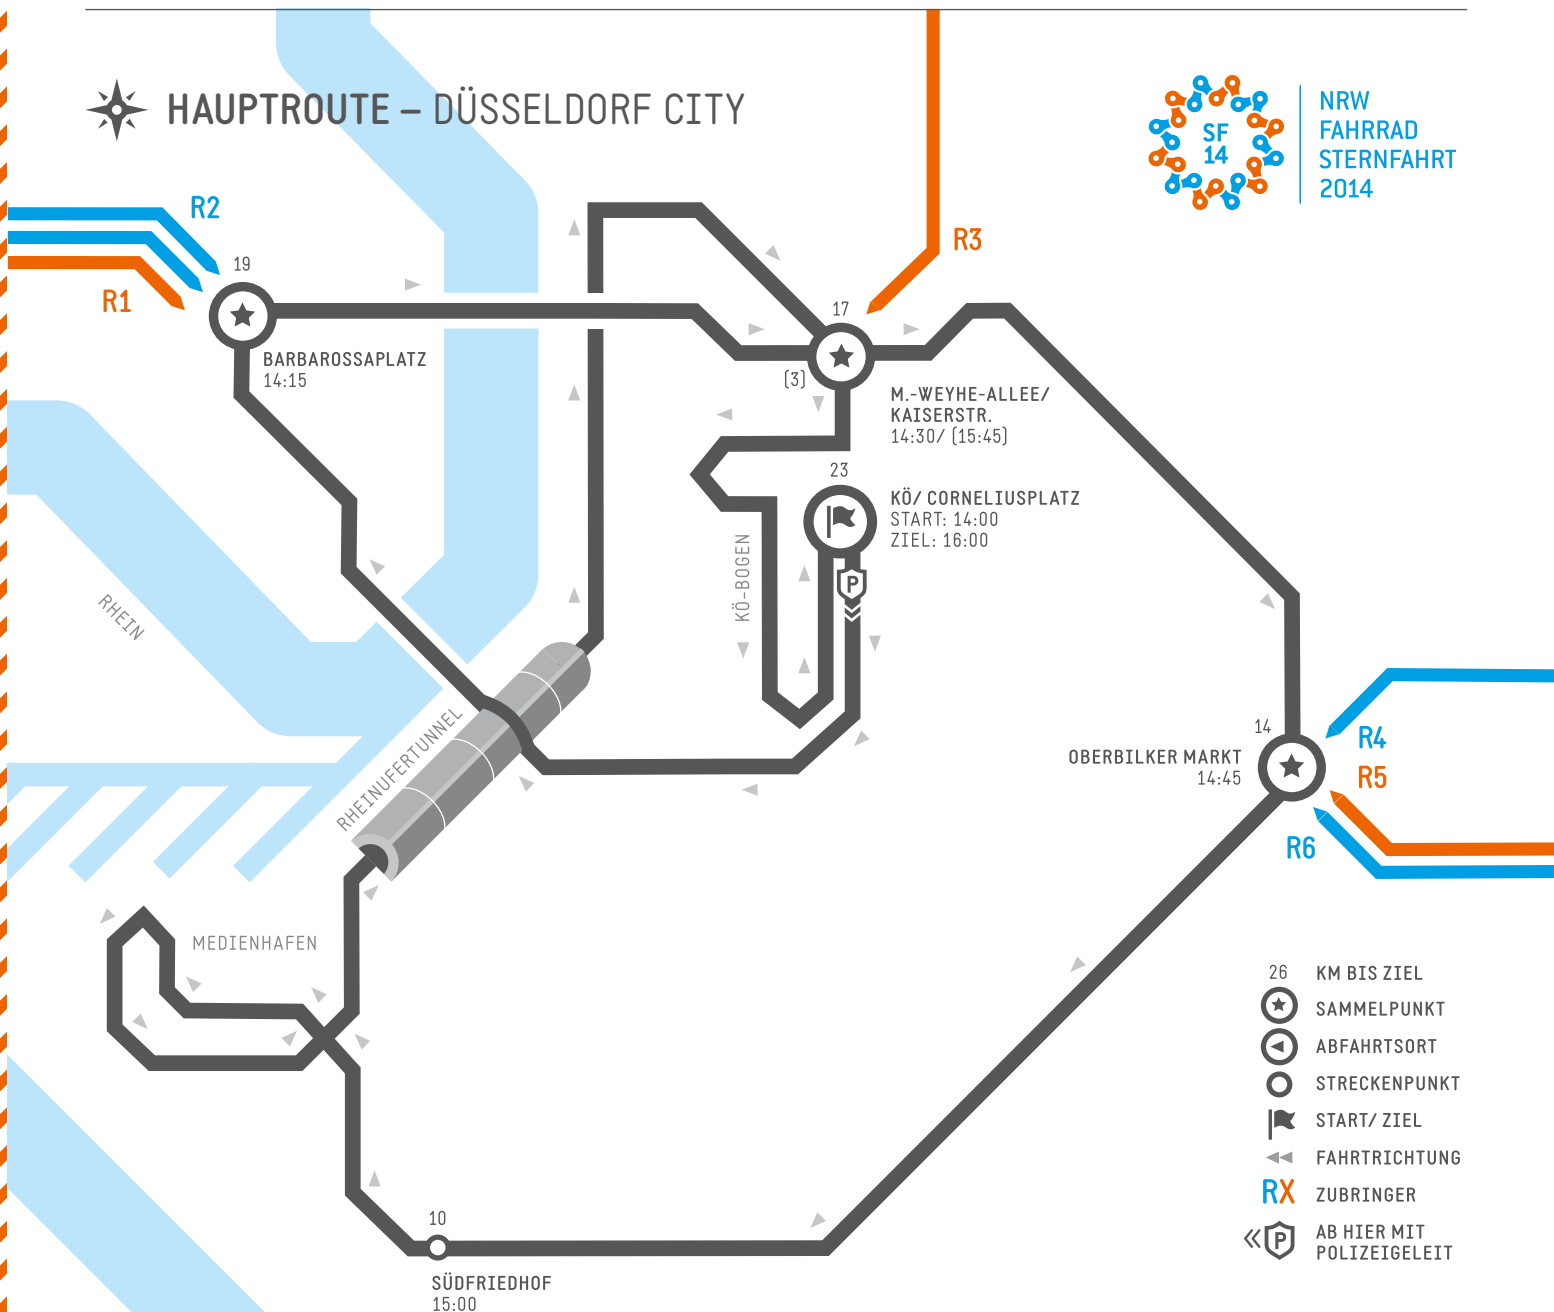 HAUPTROUTE – DÜSSELDORF CITY
SF
14
NRW
FAHRRAD
STERNFAHRT
2014
R2
R1
R3
19
BARBAROSSAPLATZ
14:15
17
(3)
M.-WEYHE-ALLEE/
KAISERSTR.
14:30/ (15:45)
23
KÖ/ CORNELIUSPLATZ
START: 14:00
ZIEL: 16:00
KÖ-BOGEN
P
RHEIN
RHEINUFERTUNNEL
14
OBERBILKER MARKT
14:45
R4
R5
R6
MEDIENHAFEN
10
SÜDFRIEDHOF
15:00
26 KM BIS ZIEL
SAMMELPUNKT
ABFAHRTSORT
STRECKENPUNKT
START/ ZIEL
FAHRTRICHTUNG
RX ZUBRINGER
P AB HIER MIT
POLIZEIGELEIT